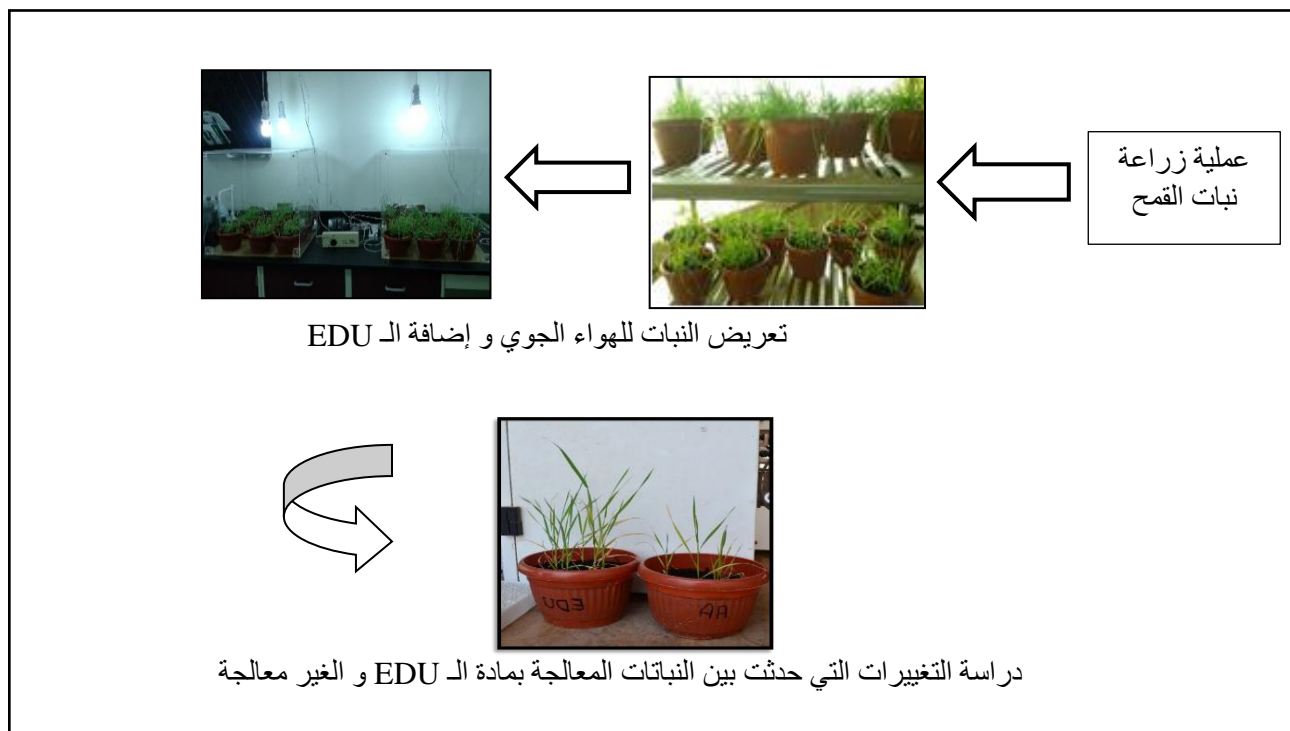 عملية زراعة
نبات القمح
تعريض النبات للهواء الجوي و إضافة الـ EDU
EDU
AA
دراسة التغييرات التي حدثت بين النباتات المعالجة بمادة الـ EDU و الغير معالجة